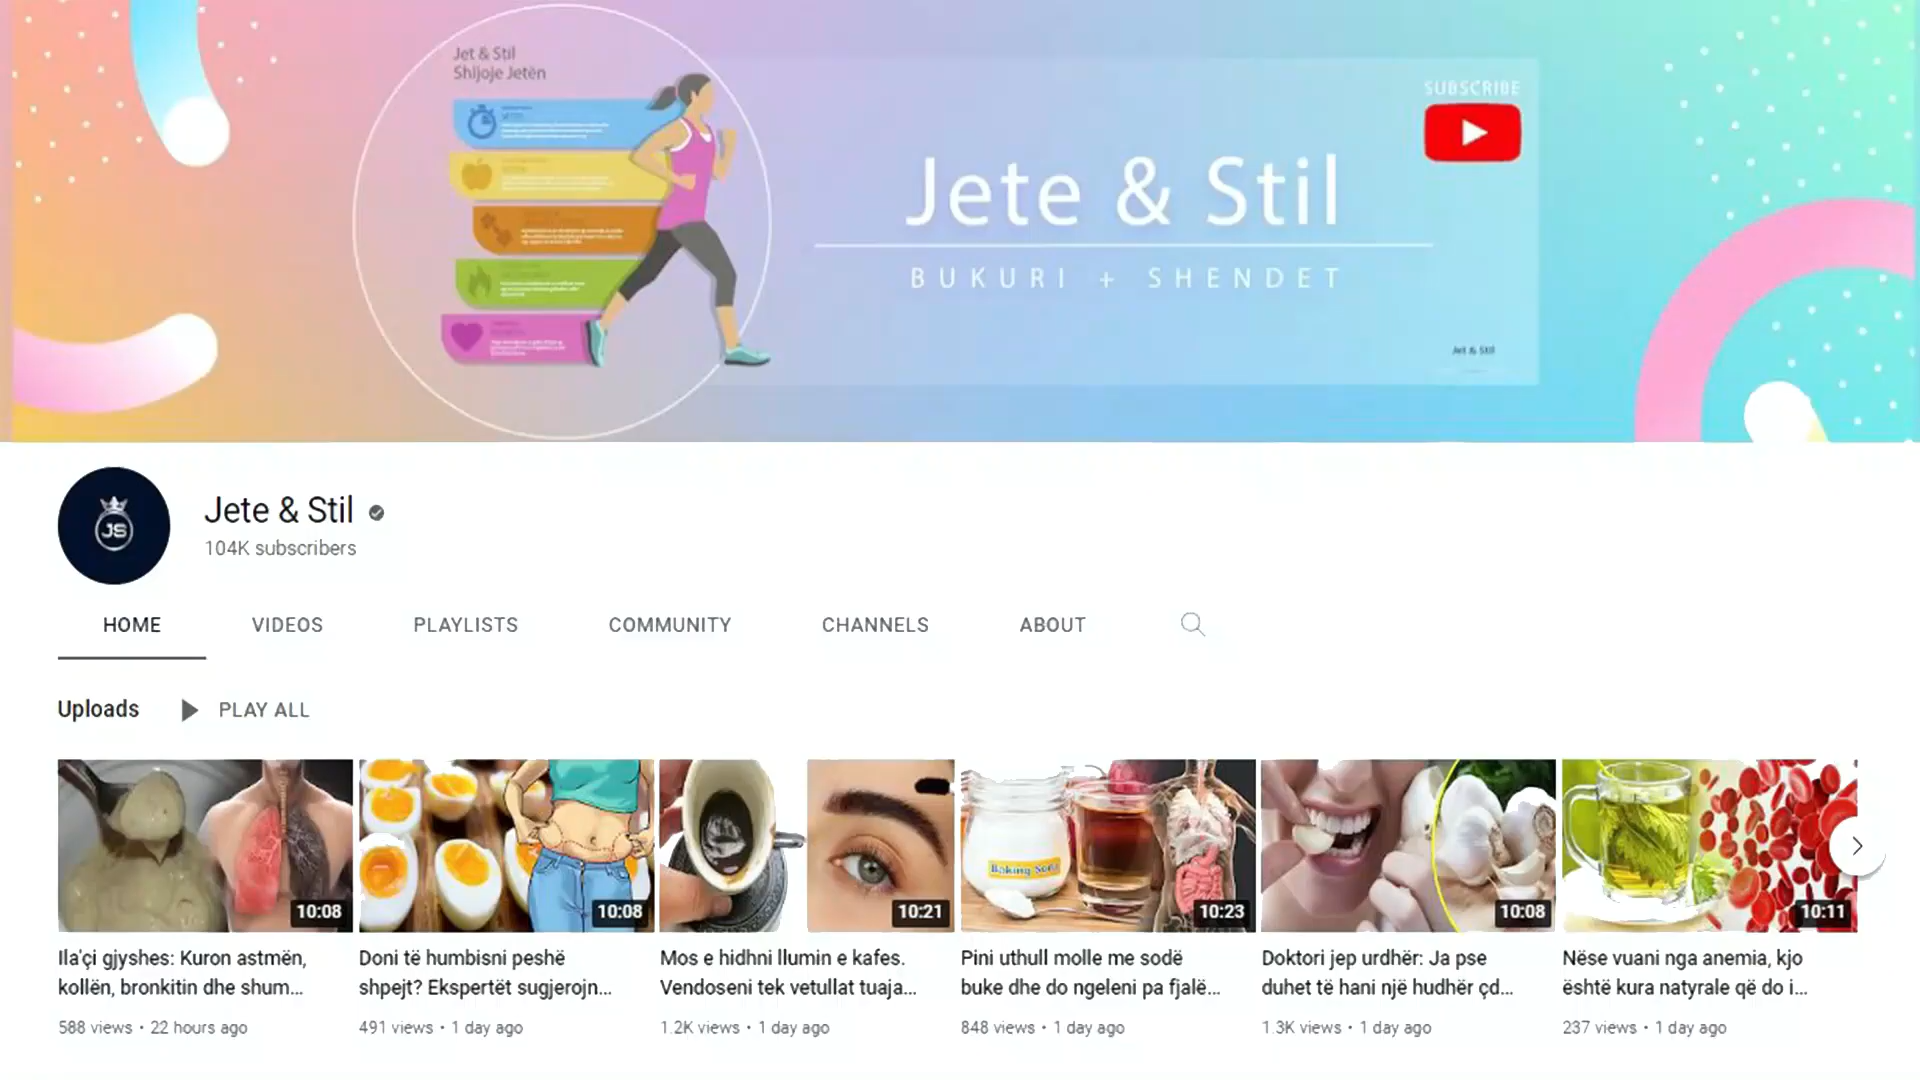 Jet & Stil
Shijoje Jetën
SUBSCRIBE
Jete & Stil
BUKURI + SHENDET
Jet & Stil
JS
Jete & Stil
104K subscribers
HOME VIDEOS PLAYLISTS COMMUNITY CHANNELS ABOUT
Uploads PLAY ALL
Baking Soda
10:08 10:08 10:21 10:23 10:08 10:11
Ila'çi gjyshes: Kuron astmën,
kollën, bronkitin dhe shum...
588 views • 22 hours ago
Doni të humbisni peshë
shpejt? Ekspertët sugjerojn...
491 views • 1 day ago
Mos e hidhni llumin e kafes.
Vendoseni tek vetullat tuaja...
1.2K views • 1 day ago
Pini uthull molle me sodë
buke dhe do ngeleni pa fjalë...
848 views • 1 day ago
Doktori jep urdhër: Ja pse
duhet të hani një hudhër çd...
1.3K views • 1 day ago
Nëse vuani nga anemia, kjo
është kura natyrale që do i...
237 views • 1 day ago